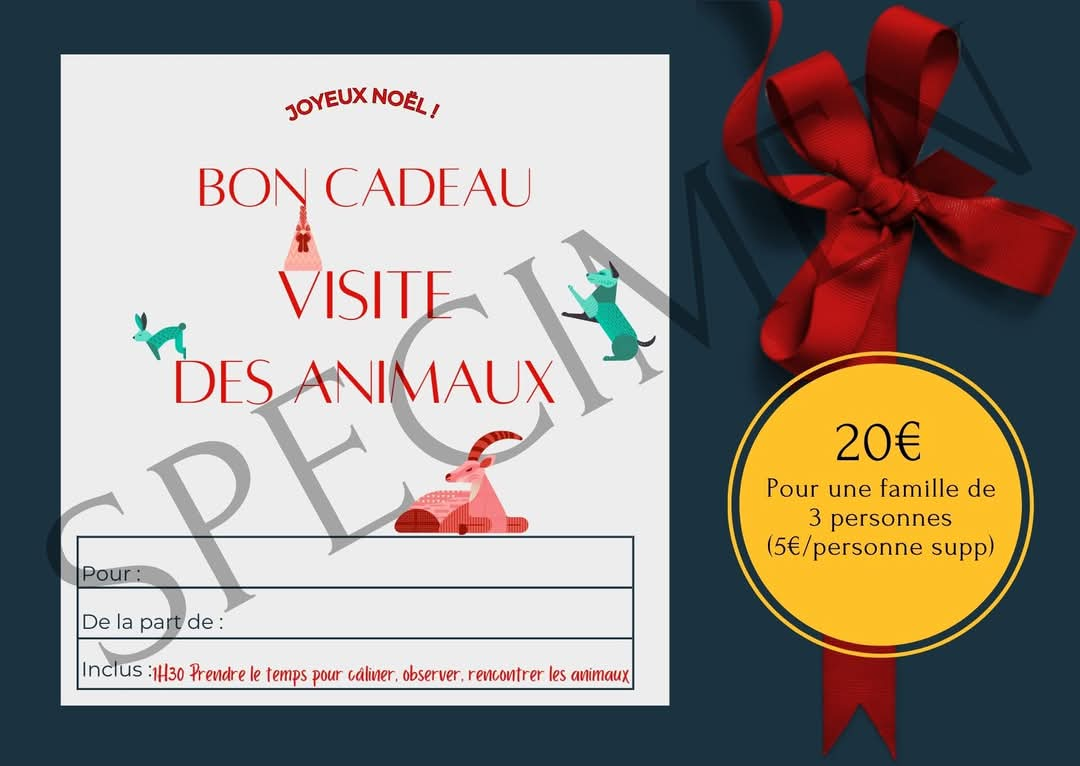 JOYEUX NOËL !
BON CADEAU
VISITE
DES ANIMAUX
Pour :
De la part de :
Inclus :1H30 Prendre le temps pour câliner, observer, rencontrer les animaux
20€
Pour une famille de
3 personnes
(5€/personne supp)
SPECIMEN